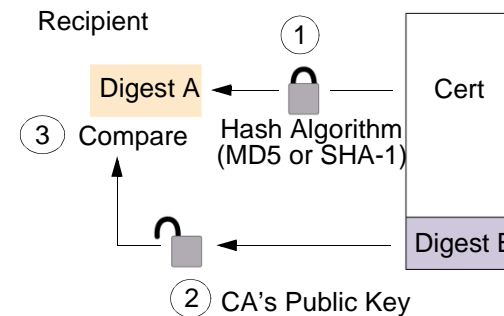 Recipient
1
Digest A
Cert
Hash Algorithm
(MD5 or SHA-1)
3 Compare
Digest
2 CA's Public Key